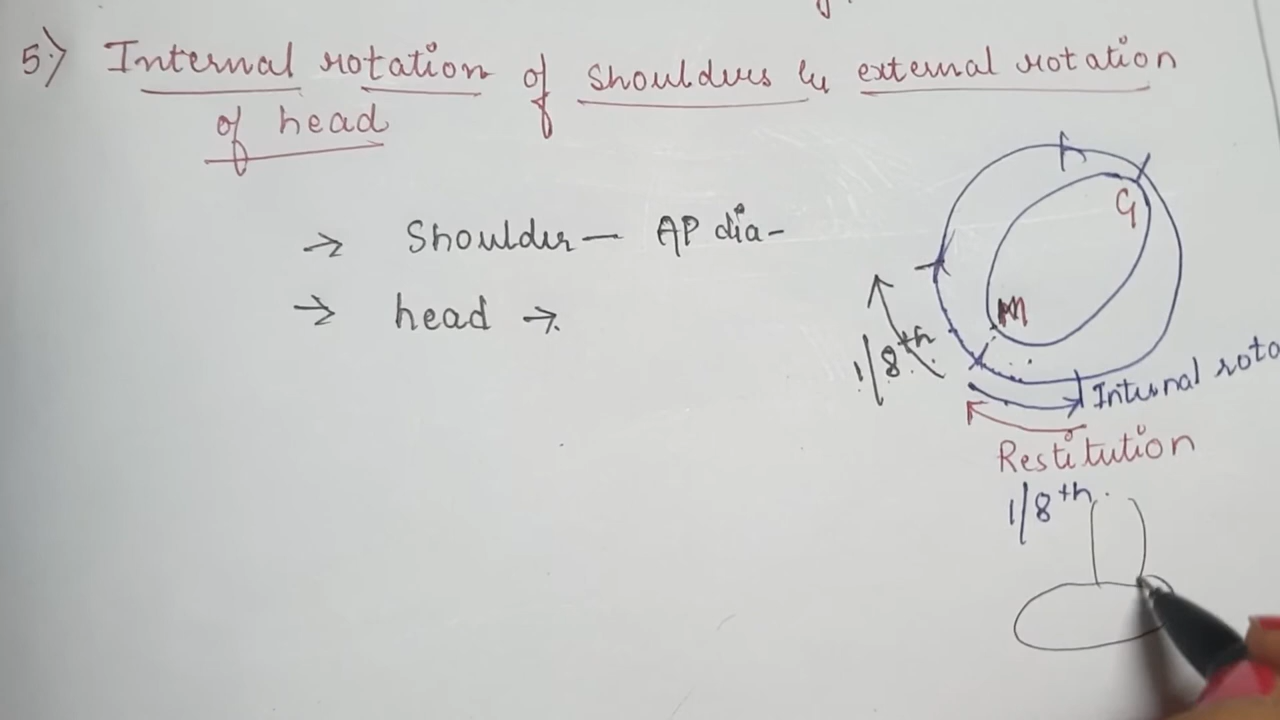 5.) Internal rotation of shoulders & external rotation
of head
→ Shoulder — AP dia-
→ head →
G
M
1/8th
Internal rota
Restitution
1/8th